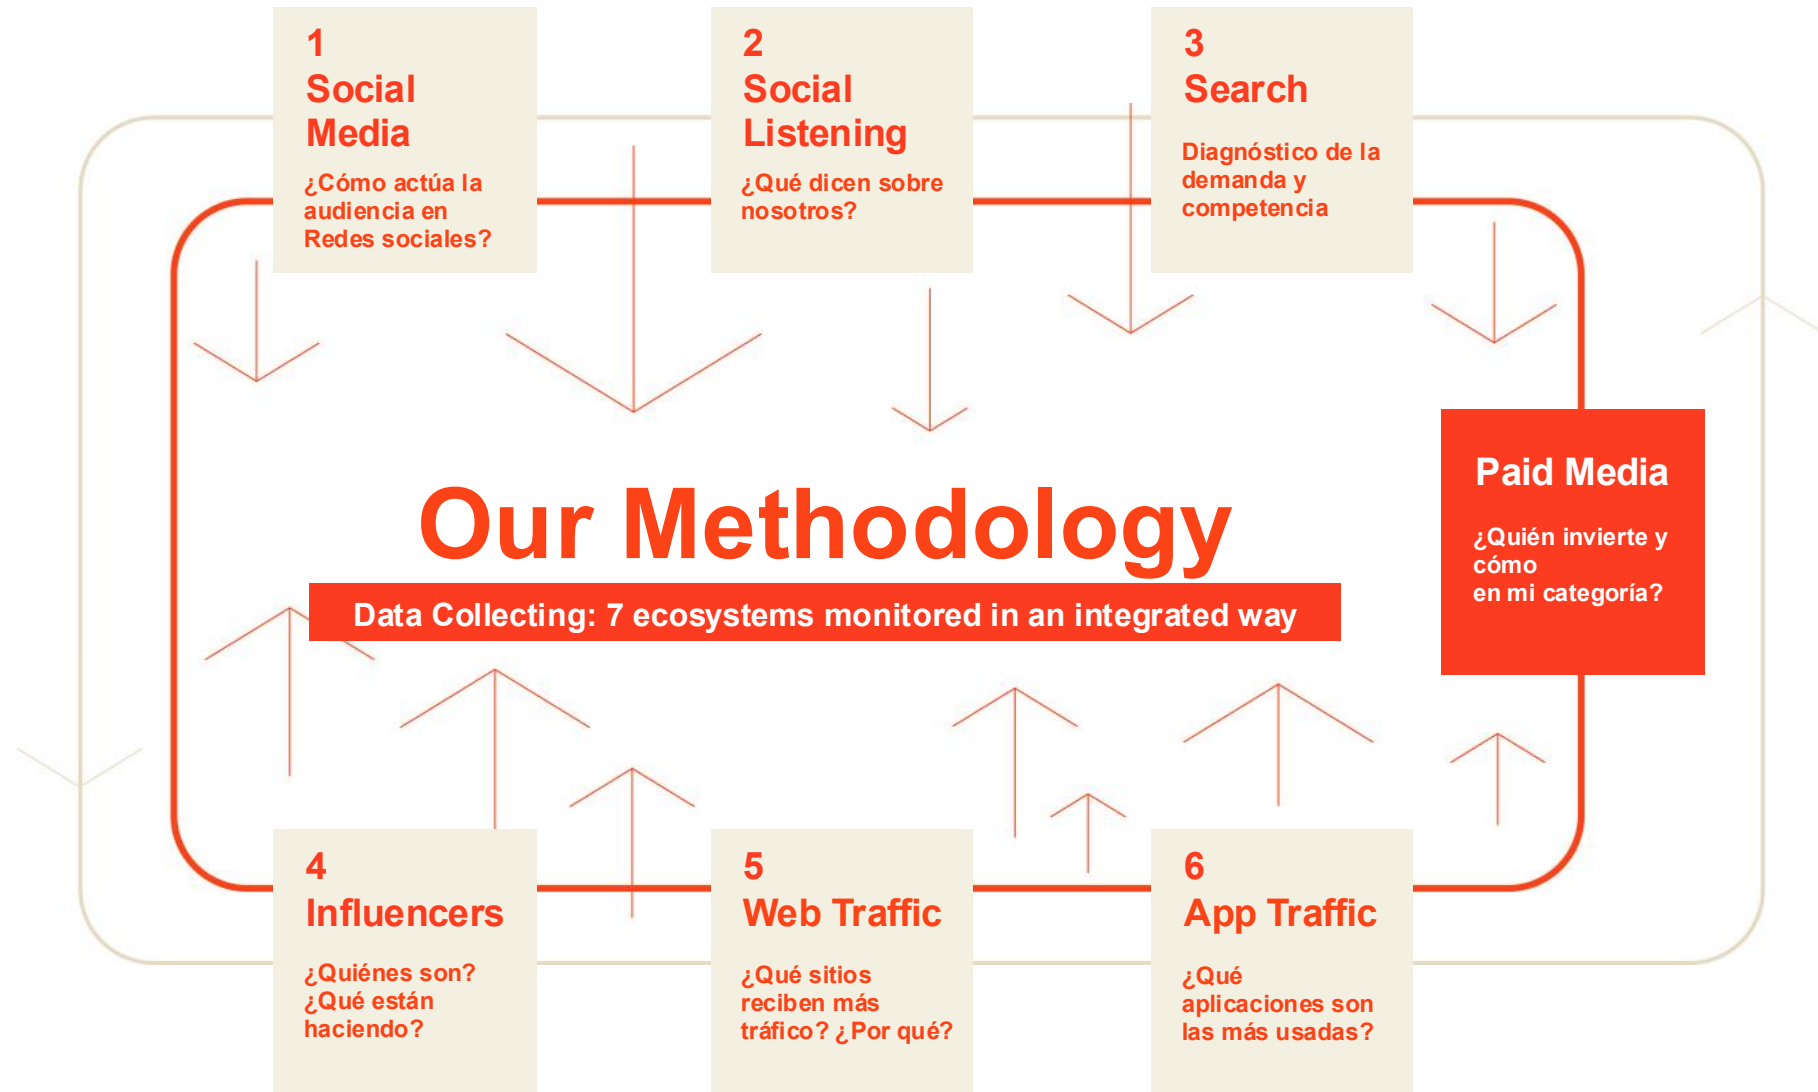 1
Social
Media
¿Cómo actúa la
audiencia en
Redes sociales?
2
Social
Listening
¿Qué dicen sobre
nosotros?
3
Search
Diagnóstico de la
demanda y
competencia
Paid Media
¿Quién invierte y
cómo
en mi categoría?
Our Methodology
Data Collecting: 7 ecosystems monitored in an integrated way
4
Influencers
¿Quiénes son?
¿Qué están
haciendo?
5
Web Traffic
¿Qué sitios
reciben más
tráfico? ¿Por qué?
6
App Traffic
¿Qué
aplicaciones son
las más usadas?